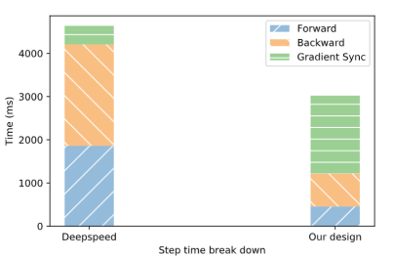 Forward
Backward
Gradient Sync
4000
3000
2000
1000
0
Time (ms)
Deepspeed
Our design
Step time break down